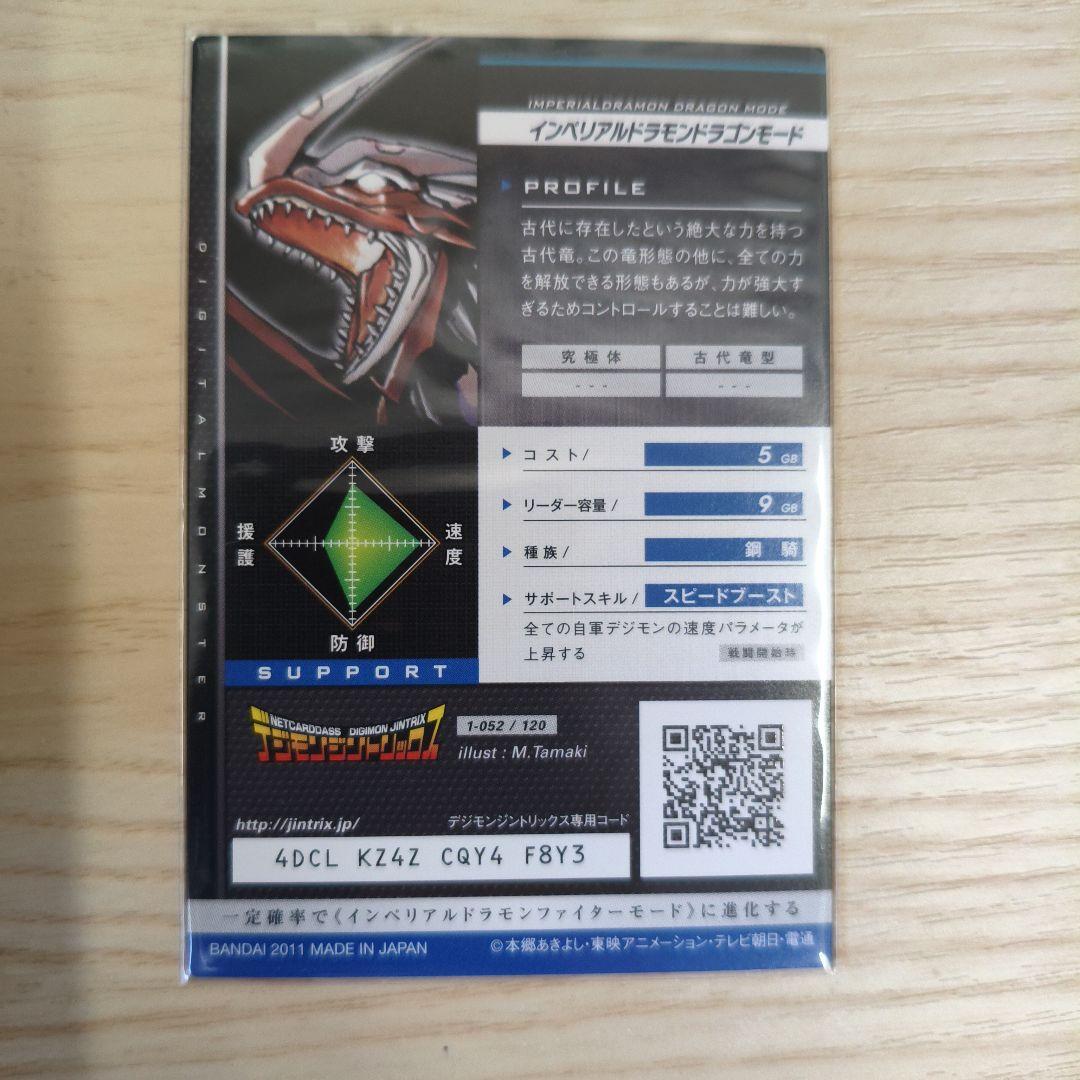 IMPERIALDRAMON DRAGON MODE
インペリアルドラモンドラゴンモード
PROFILE
古代に存在したという絶大な力を持つ
古代竜。この竜形態の他に、全ての力
を解放できる形態もあるが、力が強大す
ぎるためコントロールすることは難しい。
究極体 古代竜型
--- ---
DIGITALMONSTER
攻撃
援護
速度
防御
SUPPORT
コスト/ 5 GB
リーダー容量/ 9 GB
種族/ 鋼騎
サポートスキル/ スピードブースト
全ての自軍デジモンの速度パラメータが
上昇する 戦闘開始時
NETCARDDASS DIGIMON JINTRIX
デジモンジントリックス
1-052 / 120
illust : M.Tamaki
http://jintrix.jp/ デジモンジントリックス専用コード
4DCL KZ4Z CQY4 F8Y3
一定確率で《インペリアルドラモンファイターモード》に進化する
BANDAI 2011 MADE IN JAPAN ©本郷あきよし・東映アニメーション・テレビ朝日・電通